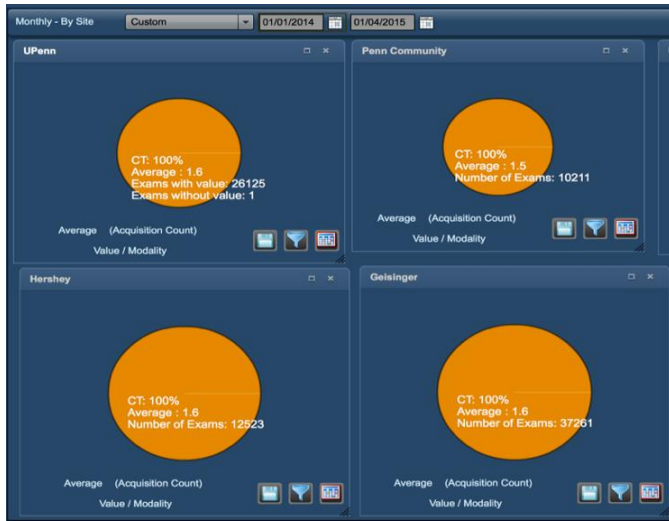 Monthly - By Site Custom 01/01/2014 01/04/2015
UPenn
CT: 100%
Average : 1.6
Exams with value: 26125
Exams without value: 1
Average (Acquisition Count)
Value / Modality
Penn Community
CT: 100%
Average : 1.5
Number of Exams: 10211
Average (Acquisition Count)
Value / Modality
Hershey
CT: 100%
Average : 1.6
Number of Exams: 12523
Average (Acquisition Count)
Value / Modality
Geisinger
CT: 100%
Average : 1.6
Number of Exams: 37261
Average (Acquisition Count)
Value / Modality